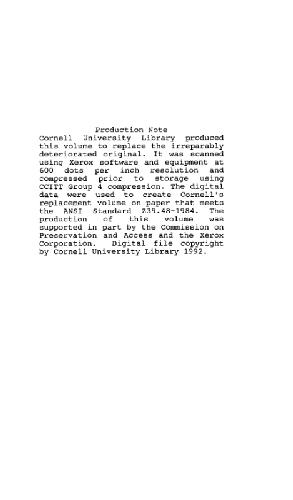 Production Note
Cornell University Library produced
this volume to replace the irreparably
deteriorated original. It was scanned
using Xerox software and equipment at
600 dots per inch resolution and
compressed prior to storage using
CCITT Group 4 compression. The digital
data were used to create Cornell's
replacement volume on paper that meets
the ANSI Standard Z39.48-1984. The
production of this volume was
supported in part by the Commission on
Preservation and Access and the Xerox
Corporation. Digital file copyright
by Cornell University Library 1992.